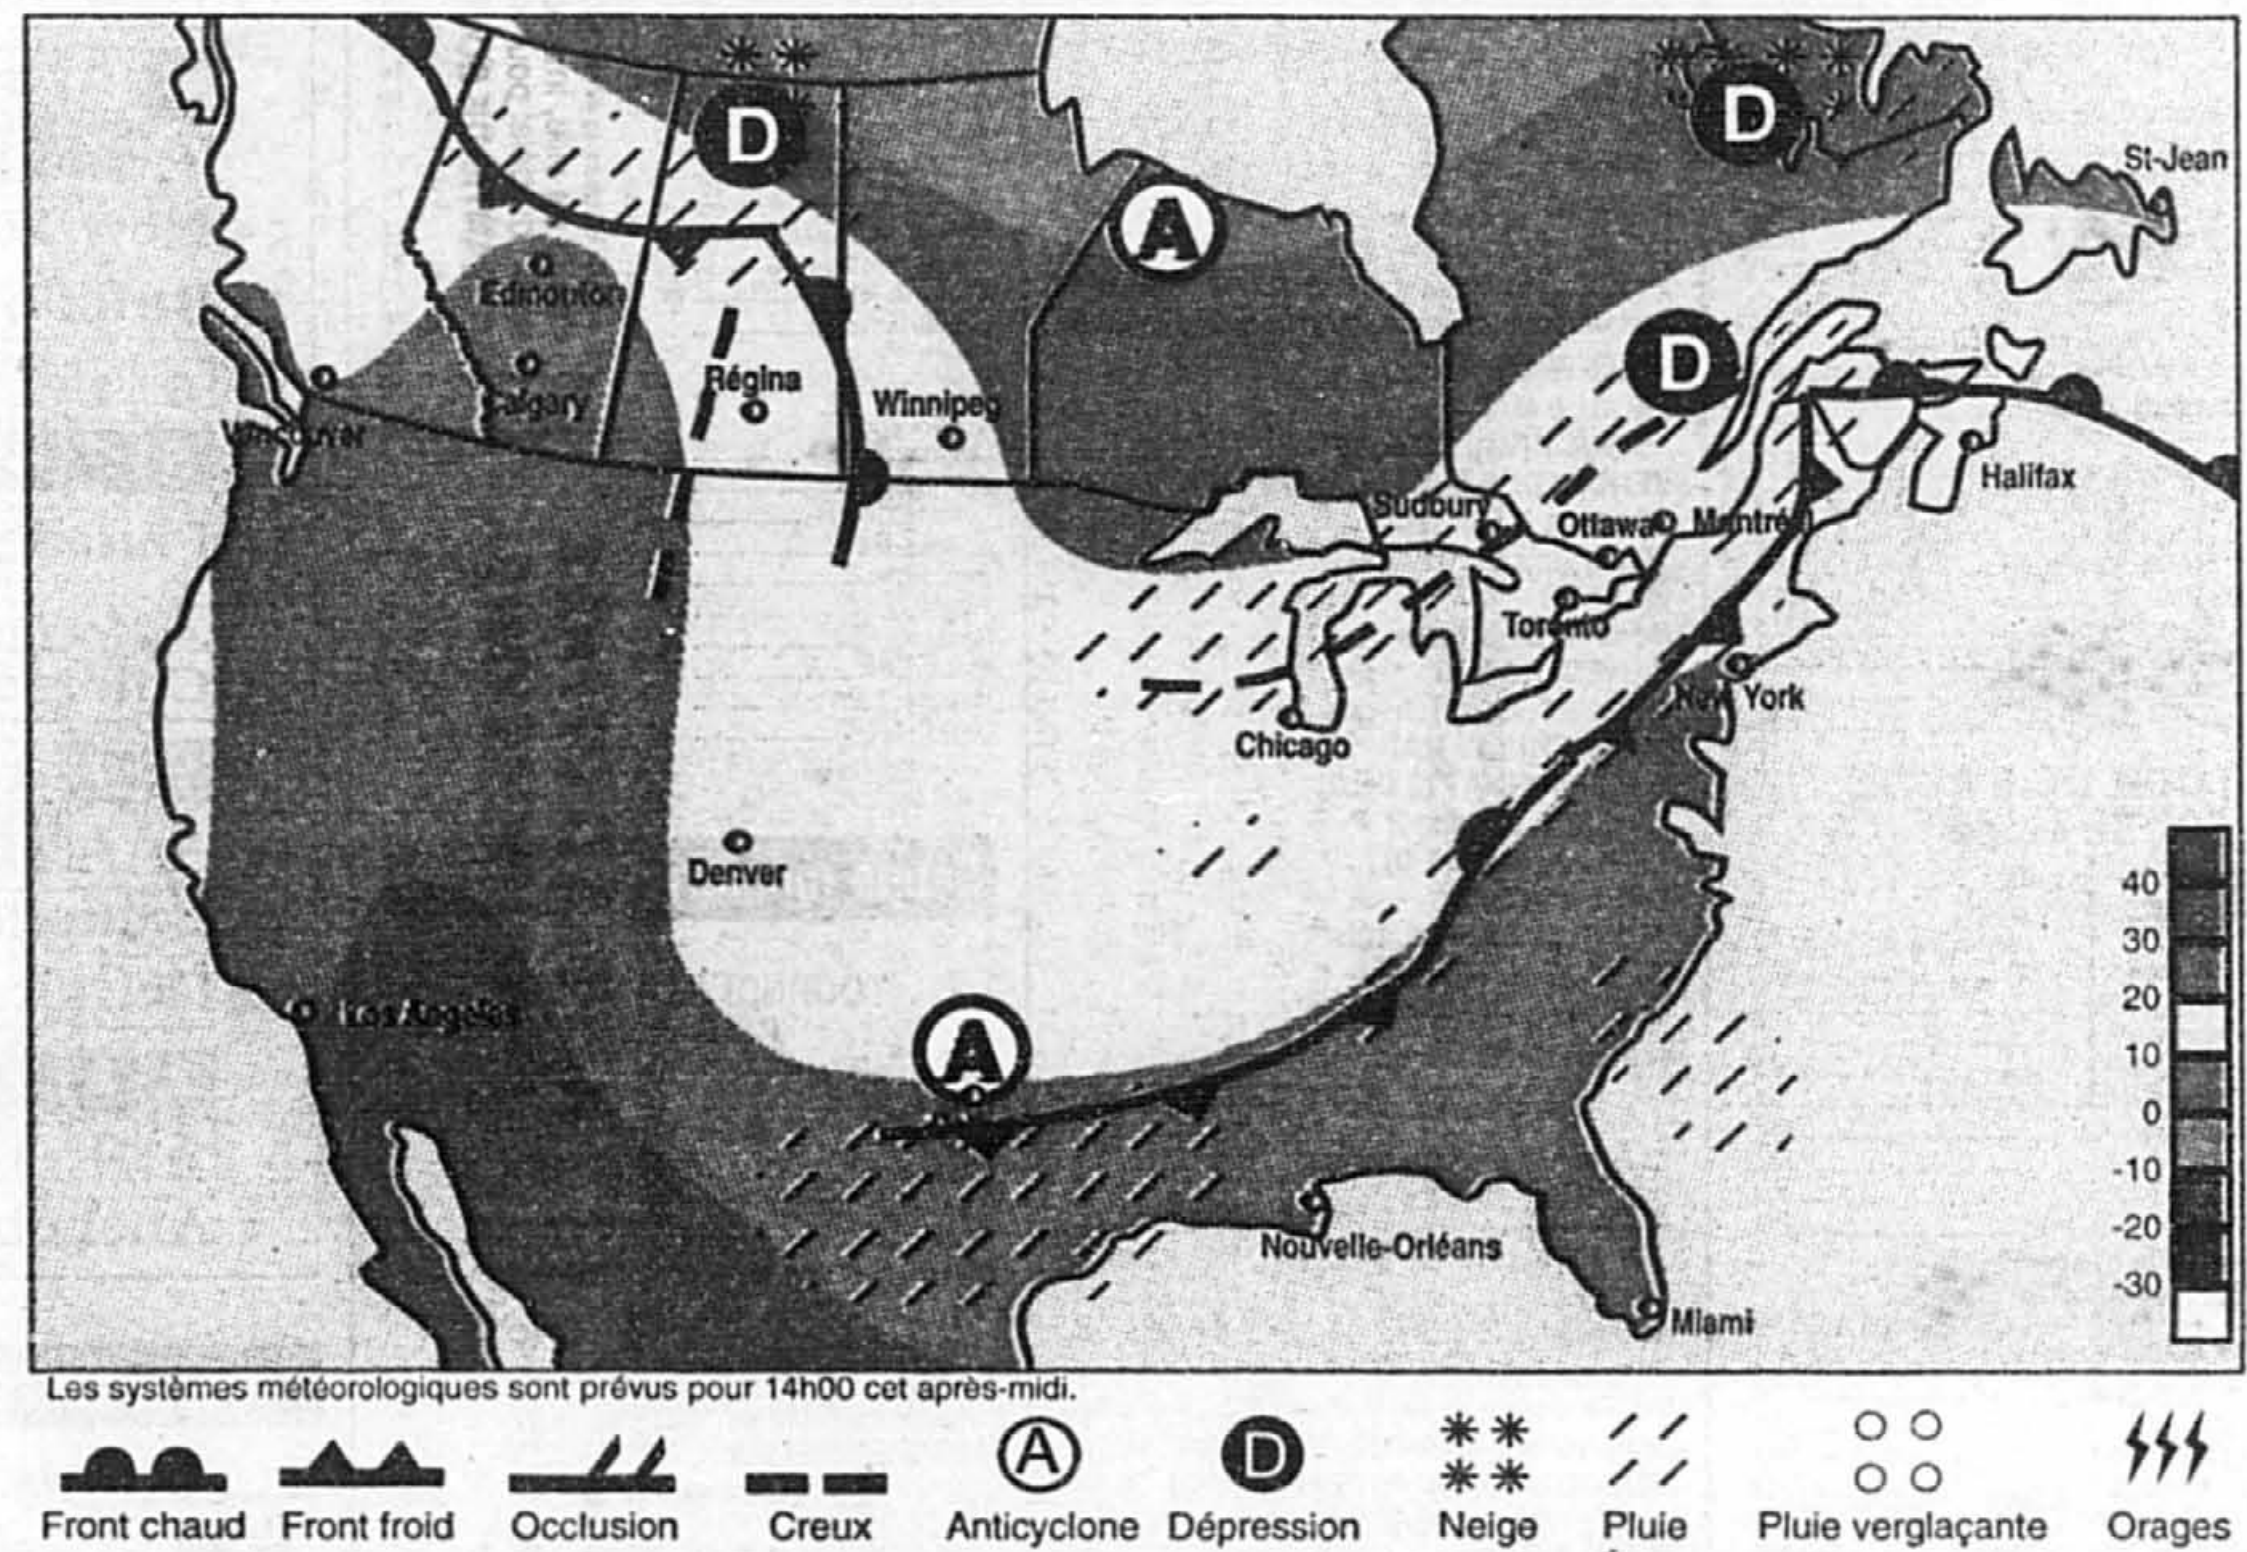 D
D
St-Jean
A
Edmonton
D
Régina
Calgary
Winnipeg
Vancouver
Halifax
Sudbury
Ottawa
Montréal
Toronto
New York
Chicago
Denver
40
30
20
Los Angeles
A
10
0
-10
-20
Nouvelle-Orléans
-30
Miami
Les systèmes météorologiques sont prévus pour 14h00 cet après-midi.
A
D
Front chaud Front froid Occlusion Creux Anticyclone Dépression Neige Pluie Pluie verglaçante Orages